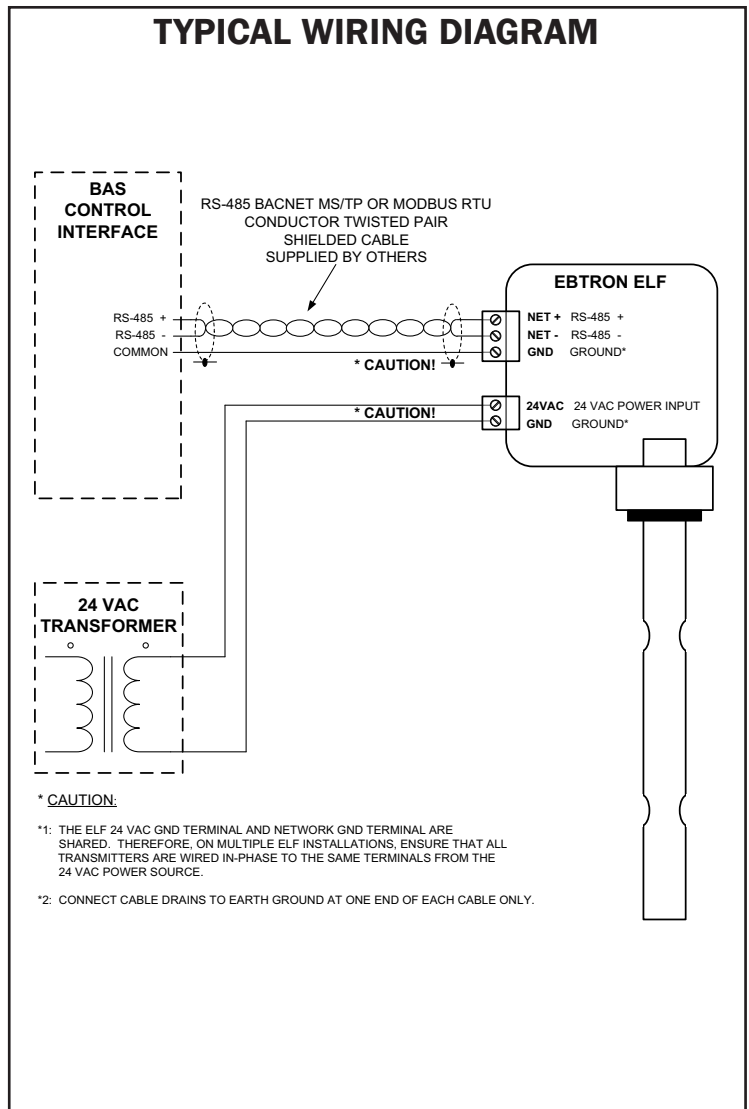 TYPICAL WIRING DIAGRAM
BAS
CONTROL
INTERFACE
RS-485 BACNET MS/TP OR MODBUS RTU
CONDUCTOR TWISTED PAIR
SHIELDED CABLE
SUPPLIED BY OTHERS
RS-485 +
RS-485 -
COMMON
* CAUTION!
* CAUTION!
EBTRON ELF
NET + RS-485 +
NET - RS-485 -
GND GROUND*
24VAC 24 VAC POWER INPUT
GND GROUND*
24 VAC
TRANSFORMER
* CAUTION:
*1: THE ELF 24 VAC GND TERMINAL AND NETWORK GND TERMINAL ARE
SHARED. THEREFORE, ON MULTIPLE ELF INSTALLATIONS, ENSURE THAT ALL
TRANSMITTERS ARE WIRED IN-PHASE TO THE SAME TERMINALS FROM THE
24 VAC POWER SOURCE.
*2: CONNECT CABLE DRAINS TO EARTH GROUND AT ONE END OF EACH CABLE ONLY.